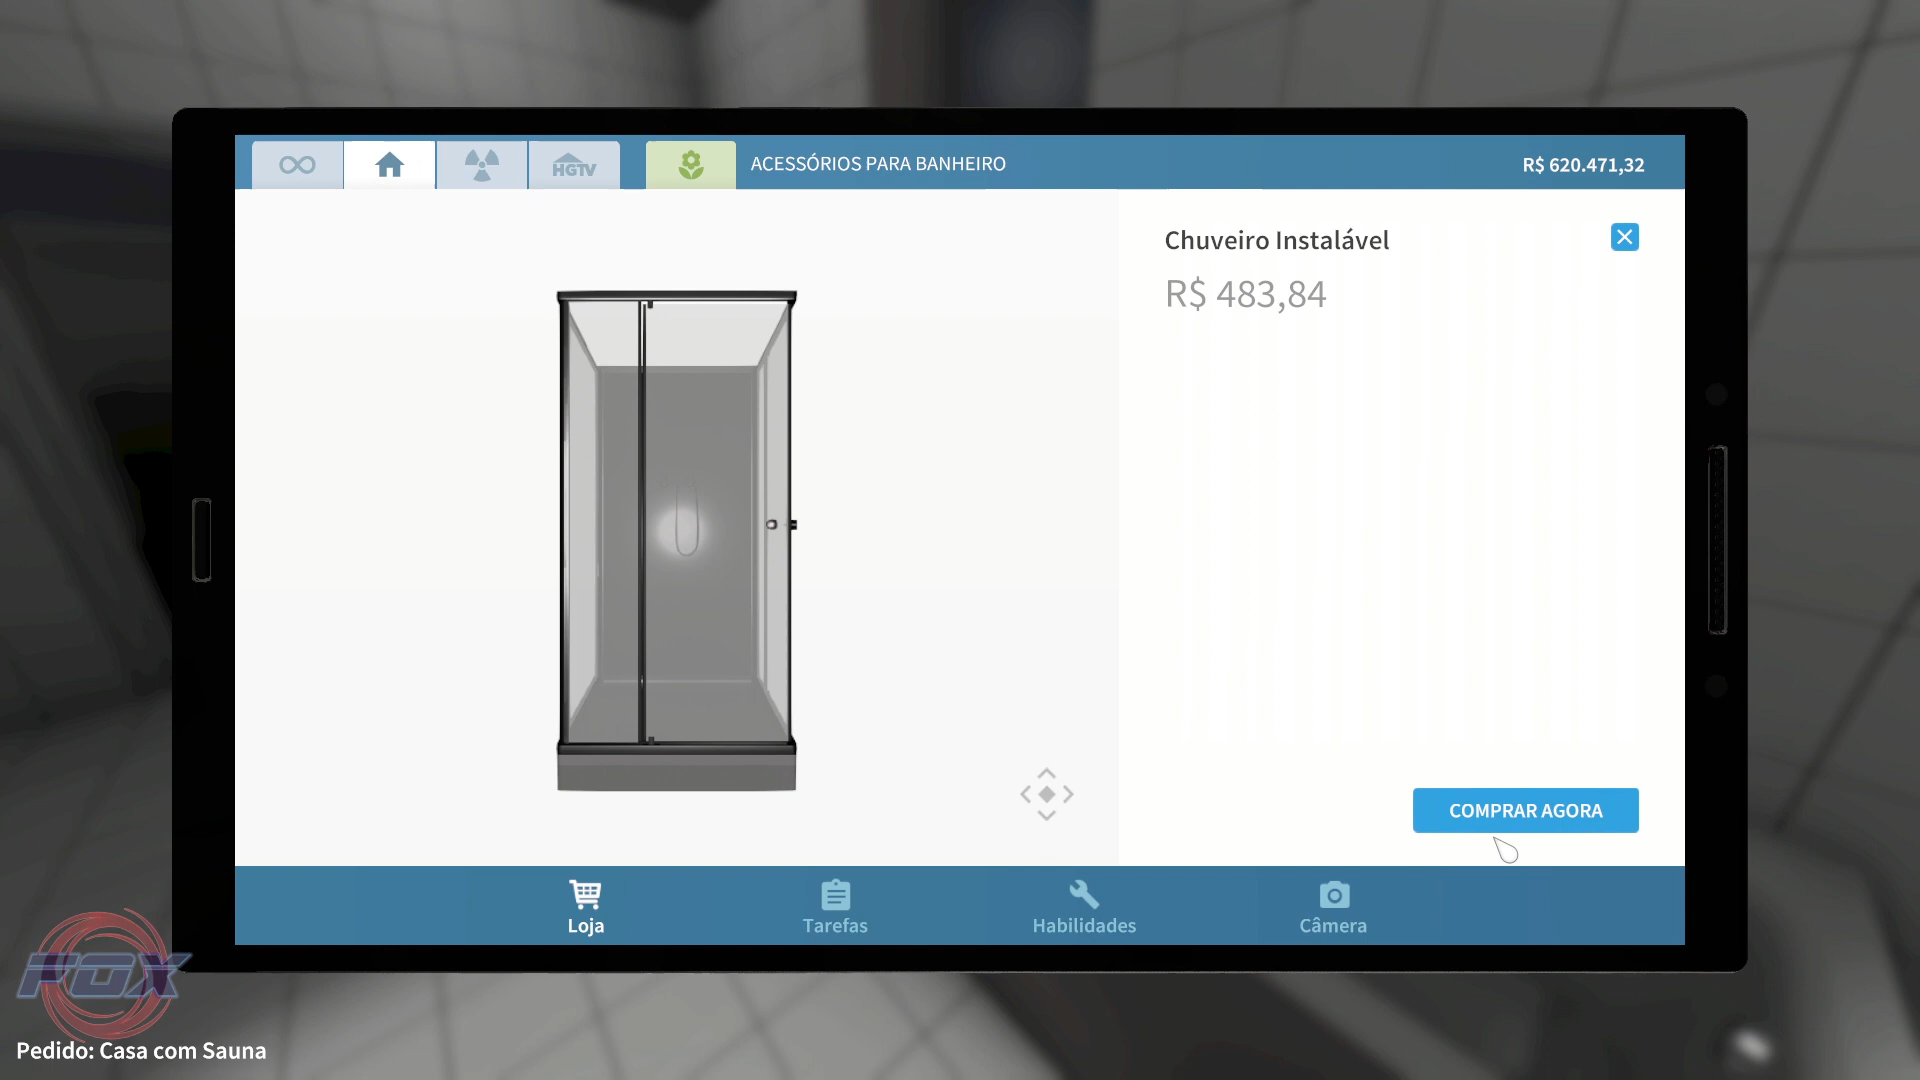 HGTV
ACESSÓRIOS PARA BANHEIRO
R$ 620.471,32
Chuveiro Instalável
R$ 483,84
COMPRAR AGORA
Loja
Tarefas
Habilidades
Câmera
FOX
Pedido: Casa com Sauna